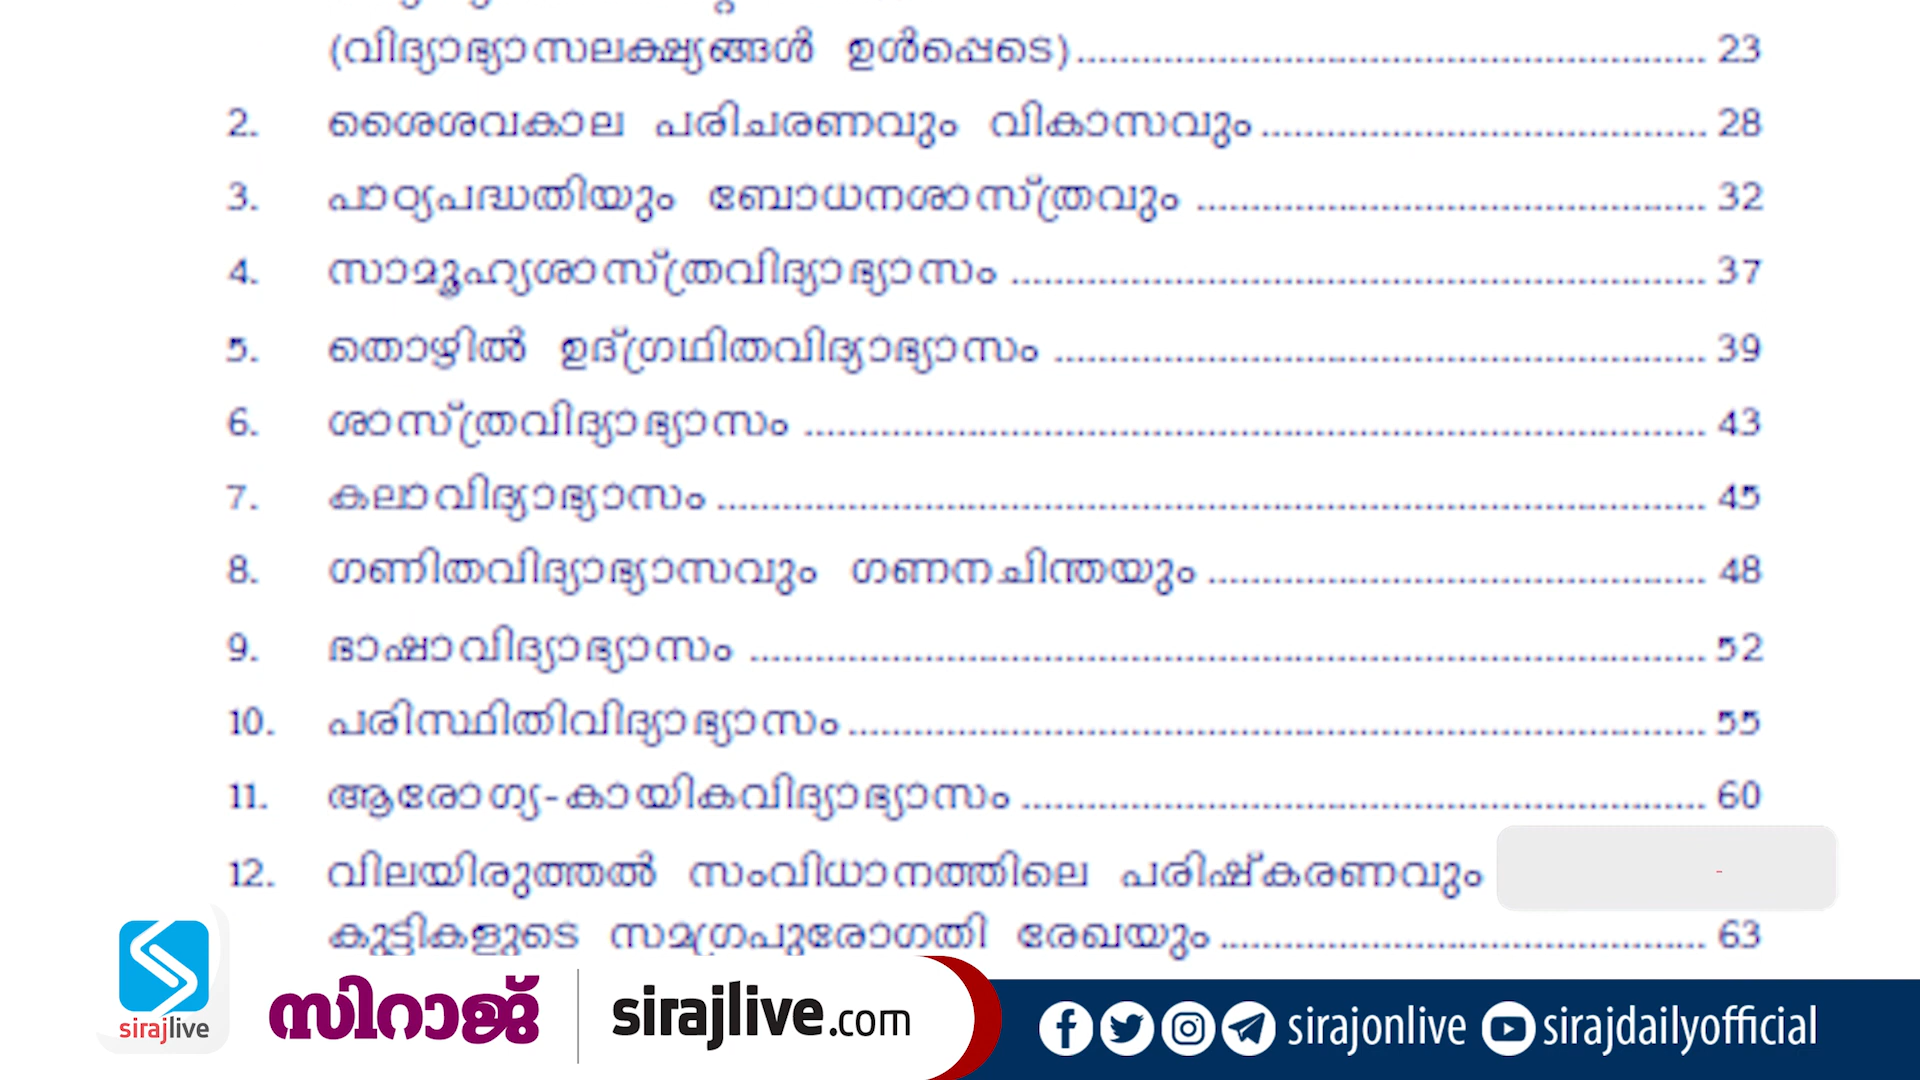 (വിദ്യാഭ്യാസലക്ഷ്യങ്ങൾ ഉൾപ്പെടെ)........ 23
2. ശൈശവകാല പരിചരണവും വികാസവും........ 28
3. പാഠ്യപദ്ധതിയും ബോധനശാസ്ത്രവും........ 32
4. സാമൂഹ്യശാസ്ത്രവിദ്യാഭ്യാസം........ 37
5. തൊഴിൽ ഉദ്ഗ്രഥിതവിദ്യാഭ്യാസം........ 39
6. ശാസ്ത്രവിദ്യാഭ്യാസം........ 43
7. കലാവിദ്യാഭ്യാസം........ 45
8. ഗണിതവിദ്യാഭ്യാസവും ഗണനചിന്തയും........ 48
9. ഭാഷാവിദ്യാഭ്യാസം........ 52
10. പരിസ്ഥിതിവിദ്യാഭ്യാസം........ 55
11. ആരോഗ്യ-കായികവിദ്യാഭ്യാസം........ 60
12. വിലയിരുത്തൽ സംവിധാനത്തിലെ പരിഷ്കരണവും
കുട്ടികളുടെ സമഗ്രപുരോഗതി രേഖയും........ 63
sirajlive
സിറാജ് sirajlive.com
sirajonlive sirajdailyofficial